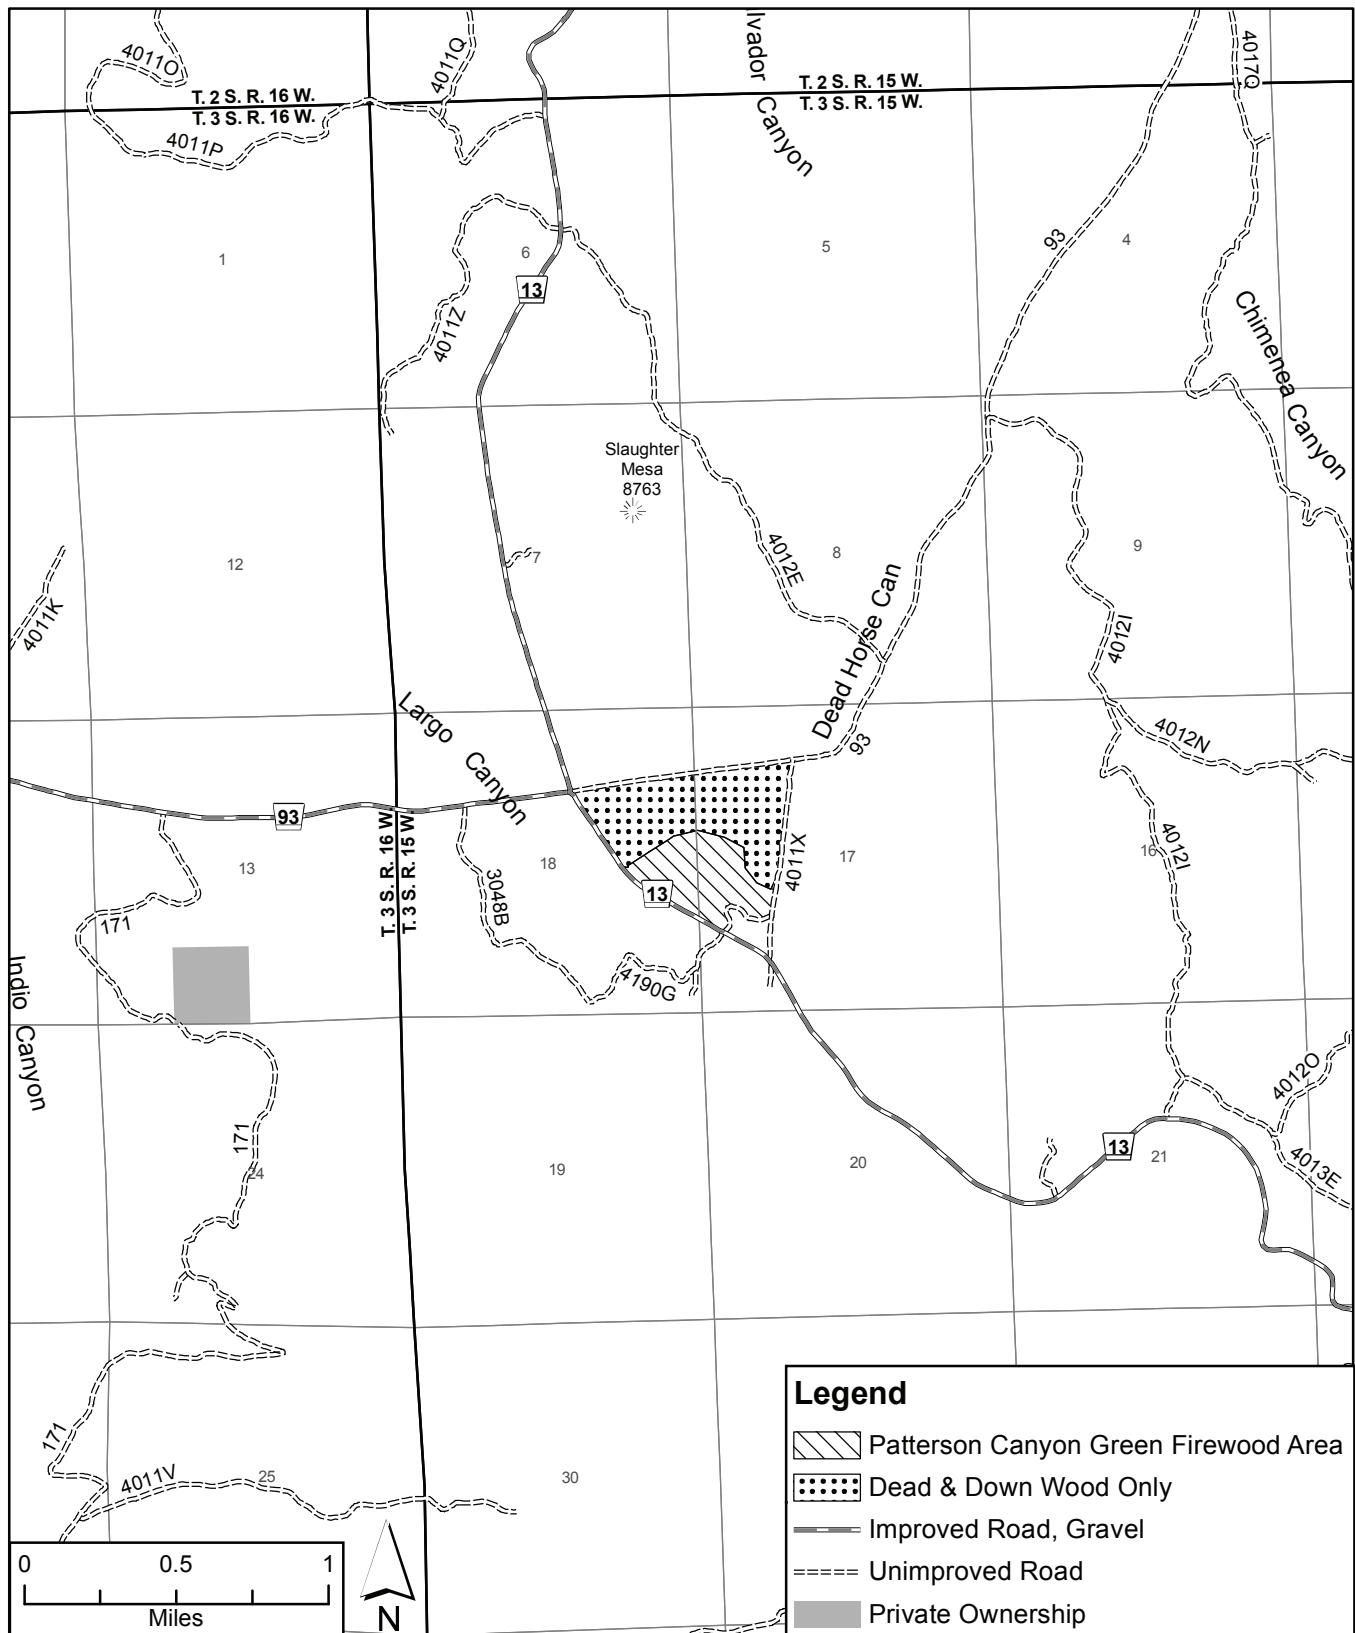 4011O
4011Q
lvador Canyon
4017Q
T. 2 S. R. 16 W.
T. 3 S. R. 16 W.
T. 2 S. R. 15 W.
T. 3 S. R. 15 W.
4011P
1
6
5
93
4
13
4011Z
Chimenea Canyon
Slaughter
Mesa
8763
12
7
4012E
8
9
4011K
Dead Horse Can
4012I
Largo Canyon
93
4012N
93
T. 3 S. R. 16 W.
T. 3 S. R. 15 W.
13
18
3048B
13
4011X
17
16
4012I
171
4190G
Indio Canyon
171
24
19
20
13
21
4012O
4013E
171
4011V
25
30
0 0.5 1
Miles
N
Legend
Patterson Canyon Green Firewood Area
Dead & Down Wood Only
Improved Road, Gravel
Unimproved Road
Private Ownership